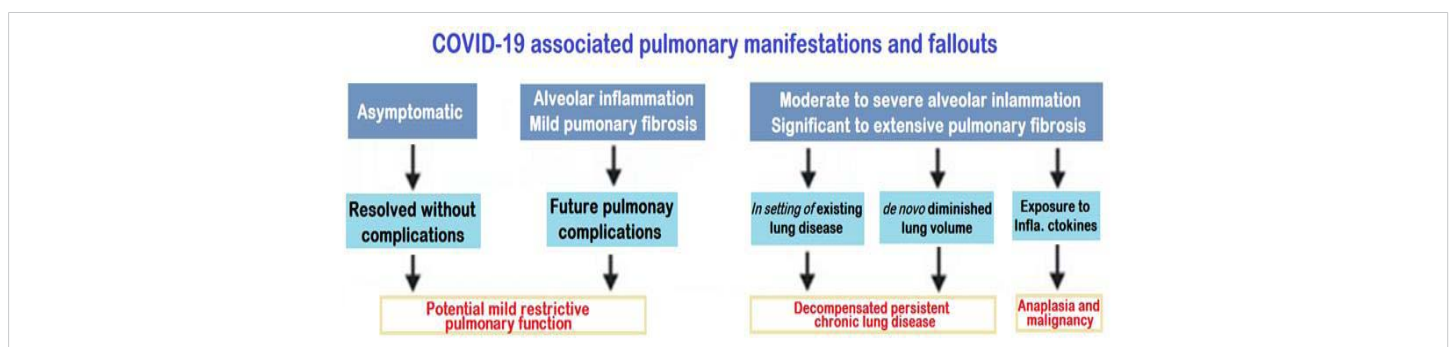 COVID-19 associated pulmonary manifestations and fallouts
Asymptomatic
Alveolar inflammation
Mild pumonary fibrosis
Moderate to severe alveolar inlammation
Significant to extensive pulmonary fibrosis
Resolved without
complications
Future pulmonay
complications
In setting of existing
lung disease
de novo diminished
lung volume
Exposure to
Infla. ctokines
Potential mild restrictive
pulmonary function
Decompensated persistent
chronic lung disease
Anaplasia and
malignancy